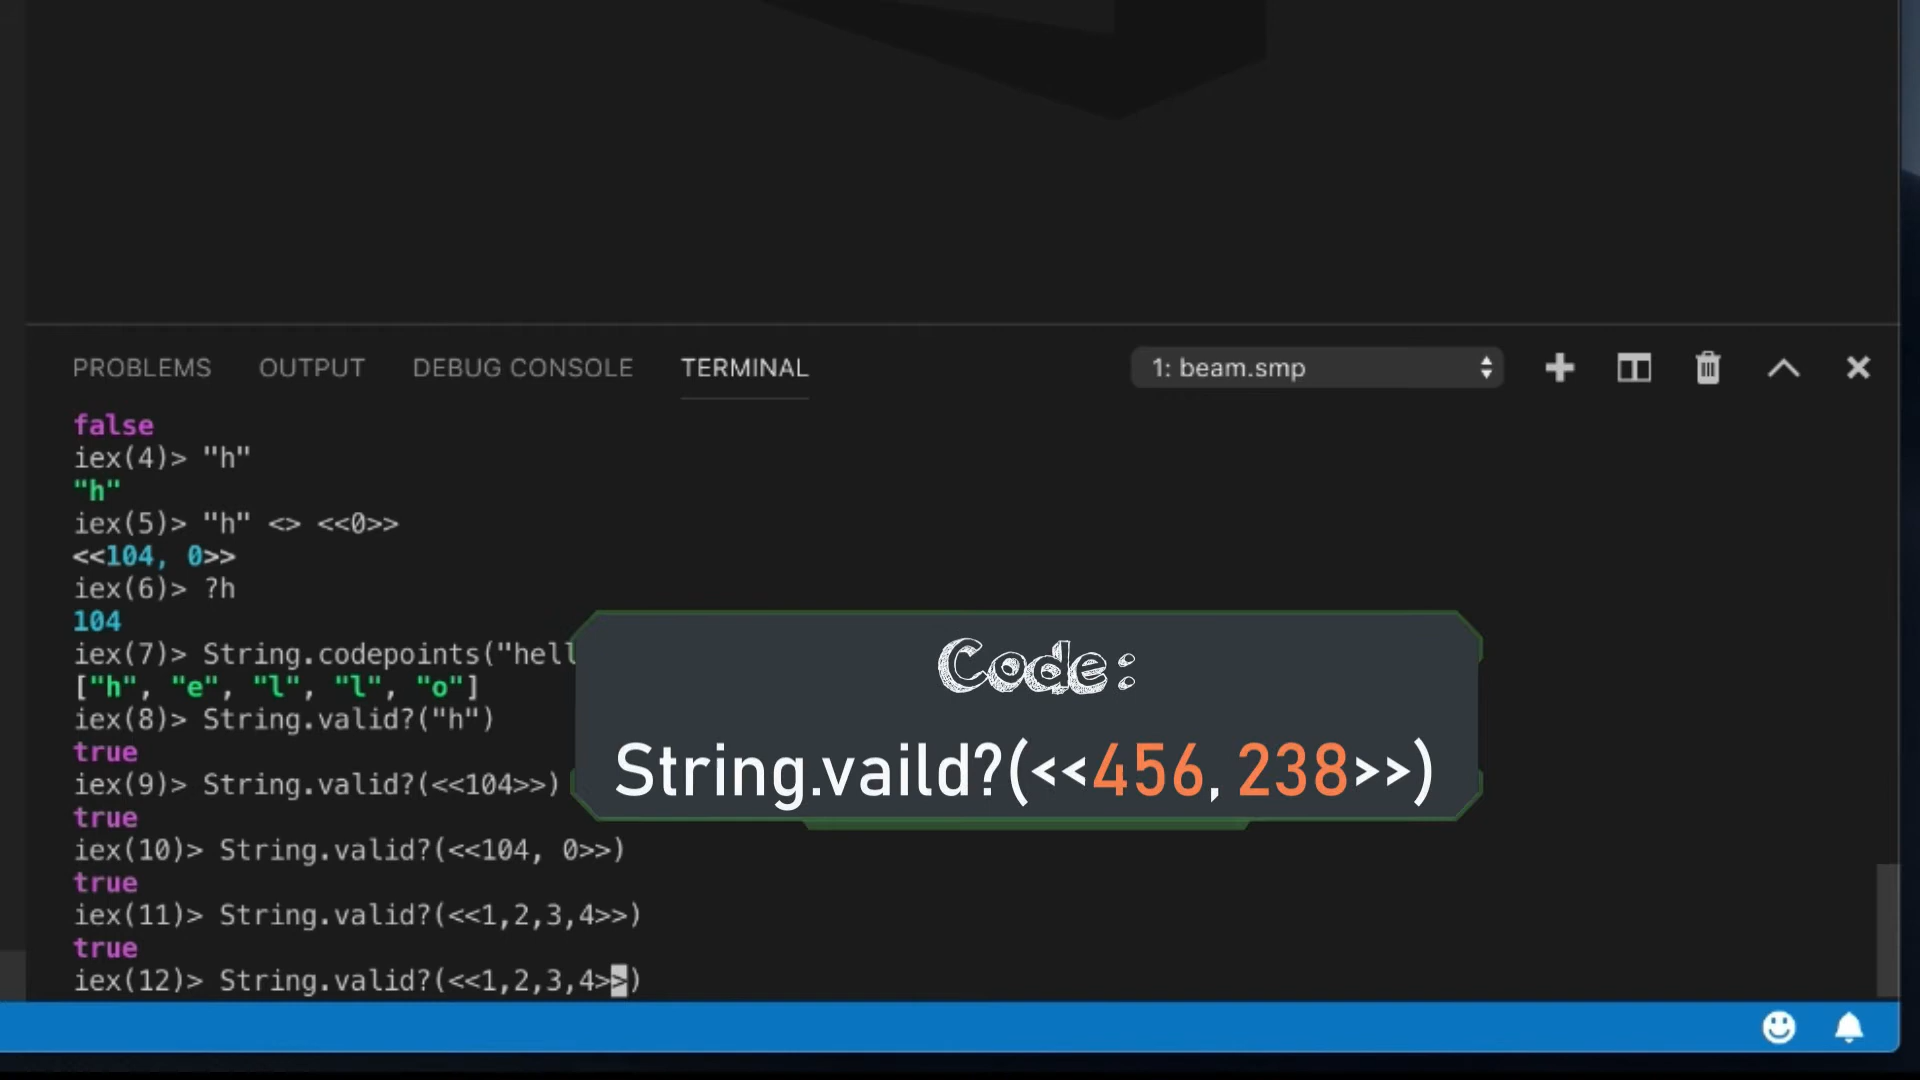 PROBLEMS OUTPUT DEBUG CONSOLE TERMINAL 1: beam.smp
false
iex(4)> "h"
"h"
iex(5)> "h" <> <<0>>
<<104, 0>>
iex(6)> ?h
104
iex(7)> String.codepoints("hell
["h", "e", "l", "l", "o"]
iex(8)> String.valid?("h")
true
iex(9)> String.valid?(<<104>>)
true
iex(10)> String.valid?(<<104, 0>>)
true
iex(11)> String.valid?(<<1,2,3,4>>)
true
iex(12)> String.valid?(<<1,2,3,4>>)
Code:
String.vaild?(<<456, 238>>)